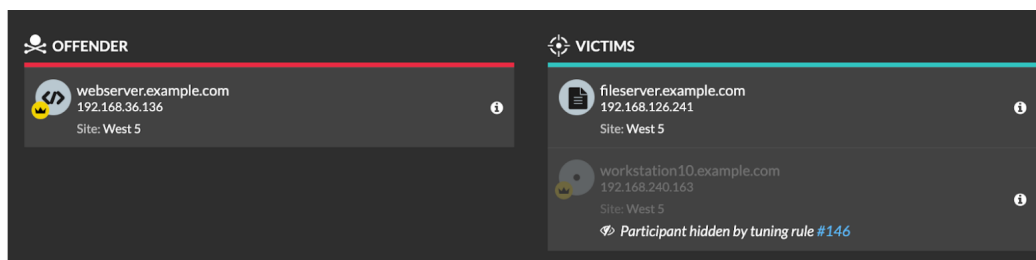 OFFENDER
webserver.example.com
192.168.36.136
Site: West 5
VICTIMS
fileserver.example.com
192.168.126.241
Site: West 5
workstation10.example.com
192.168.240.163
Site: West 5
Participant hidden by tuning rule #146